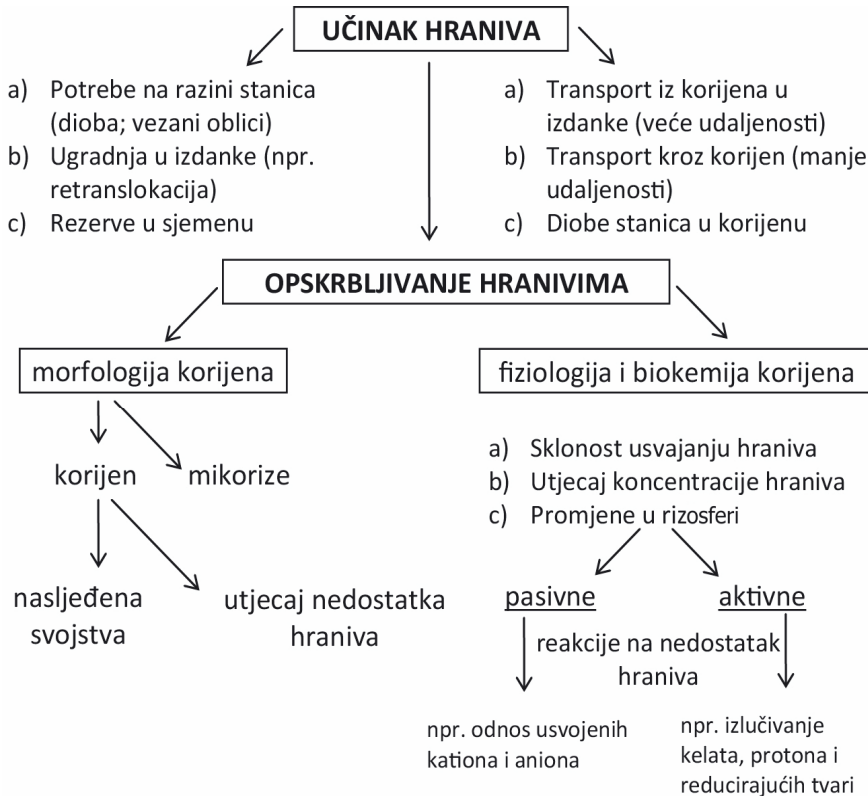 UČINAK HRANIVA
a) Potrebe na razini stanica
(dioba; vezani oblici)
b) Ugradnja u izdanke (npr.
retranslokacija)
c) Rezerve u sjemenu
a) Transport iz korijena u
izdanke (veće udaljenosti)
b) Transport kroz korijen (manje
udaljenosti)
c) Diobe stanica u korijenu
OPSKRBLJIVANJE HRANIVIMA
morfologija korijena
korijen
mikorize
nasljeđena
svojstva
utjecaj nedostatka
hraniva
fiziologija i biokemija korijena
a) Sklonost usvajanju hraniva
b) Utjecaj koncentracije hraniva
c) Promjene u rizosferi
pasivne
aktivne
reakcije na nedostatak
hraniva
npr. odnos usvojenih
kationa i aniona
npr. izlučivanje
kelata, protona i
reducirajućih tvari